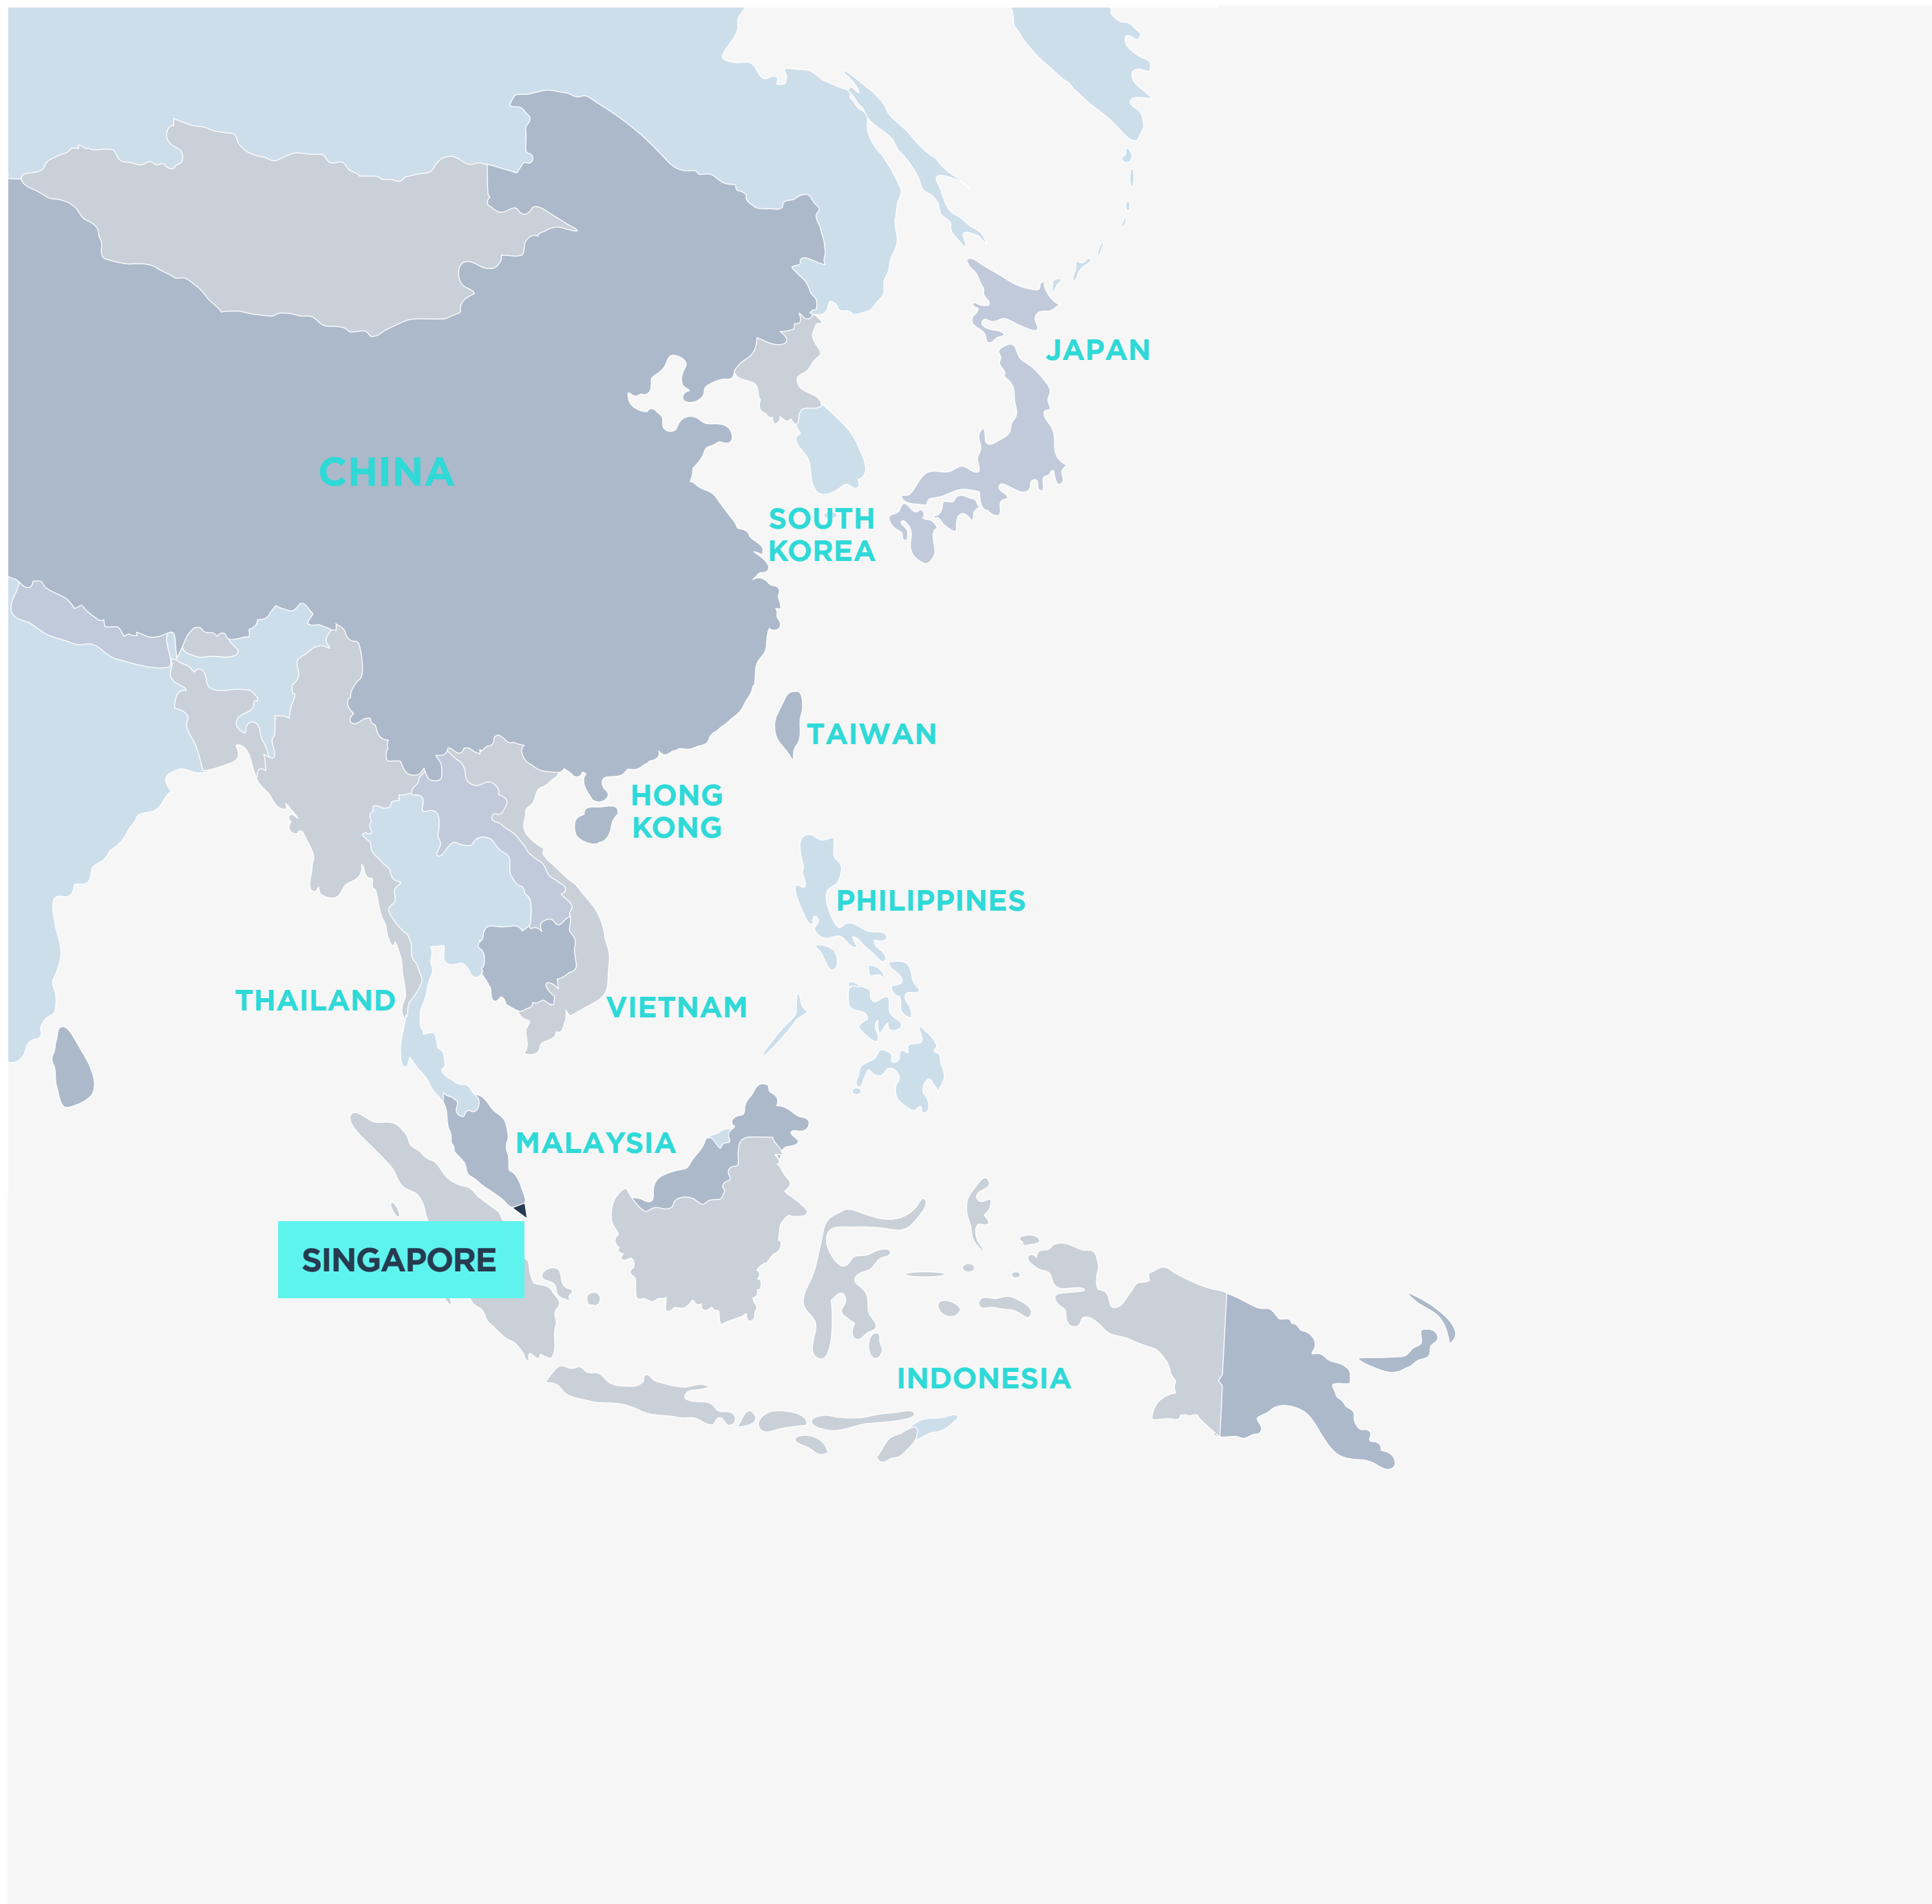 JAPAN
CHINA
SOUTH
KOREA
TAIWAN
HONG
KONG
PHILIPPINES
THAILAND
VIETNAM
MALAYSIA
SINGAPORE
INDONESIA